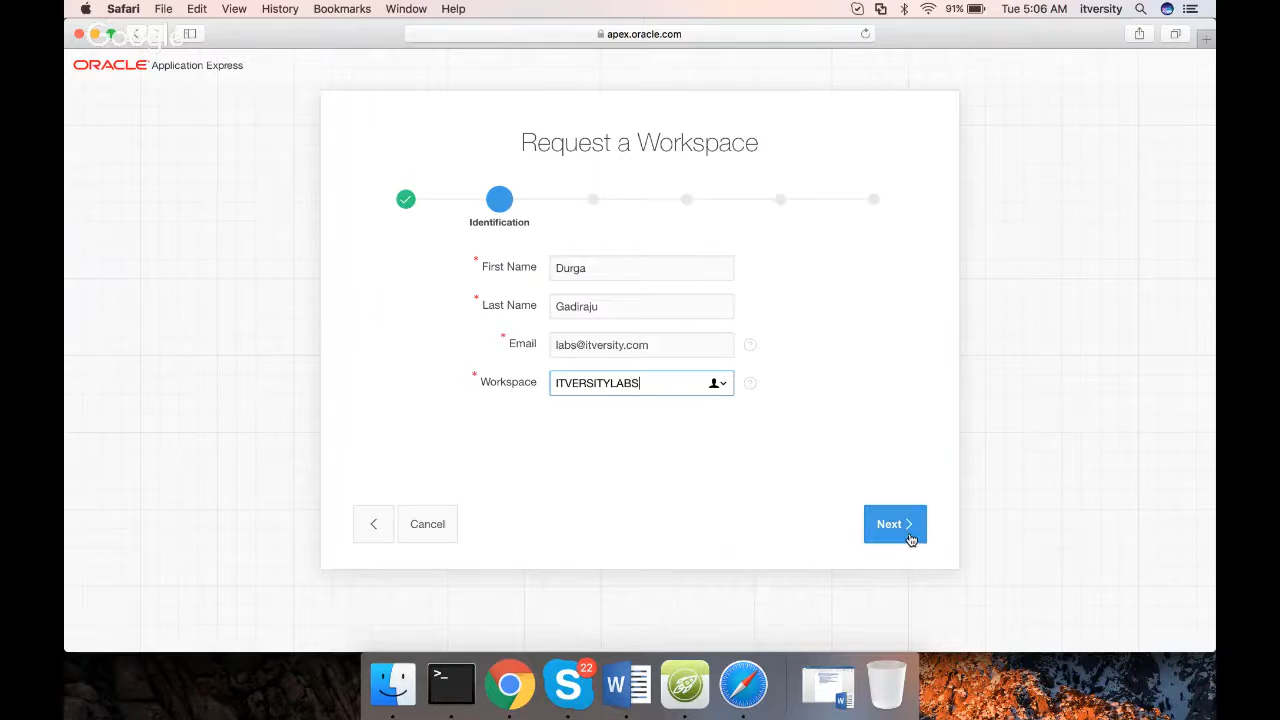 Safari File Edit View History Bookmarks Window Help 91% Tue 5:06 AM itversity
Google
apex.oracle.com
ORACLE Application Express
Request a Workspace
Identification
* First Name Durga
* Last Name Gadiraju
* Email labs@itversity.com ?
* Workspace ITVERSITYLABS ?
Cancel
Next
>_
22
S
W
W